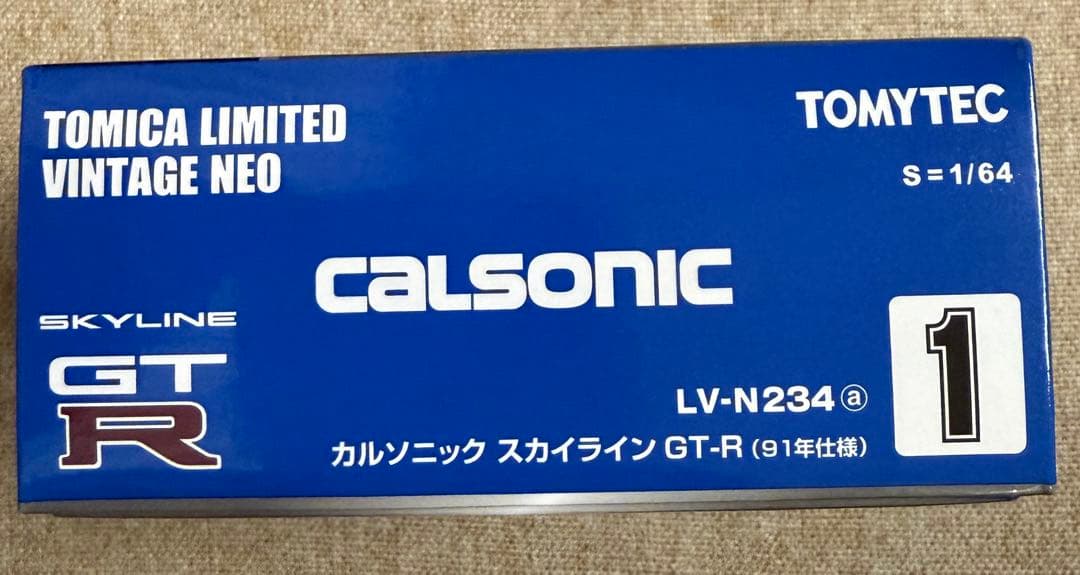 TOMICA LIMITED
VINTAGE NEO
TOMYTEC
S=1/64
CALSONIC
SKYLINE
GT
R
1
LV-N234ⓐ
カルソニック スカイライン GT-R (91年仕様)